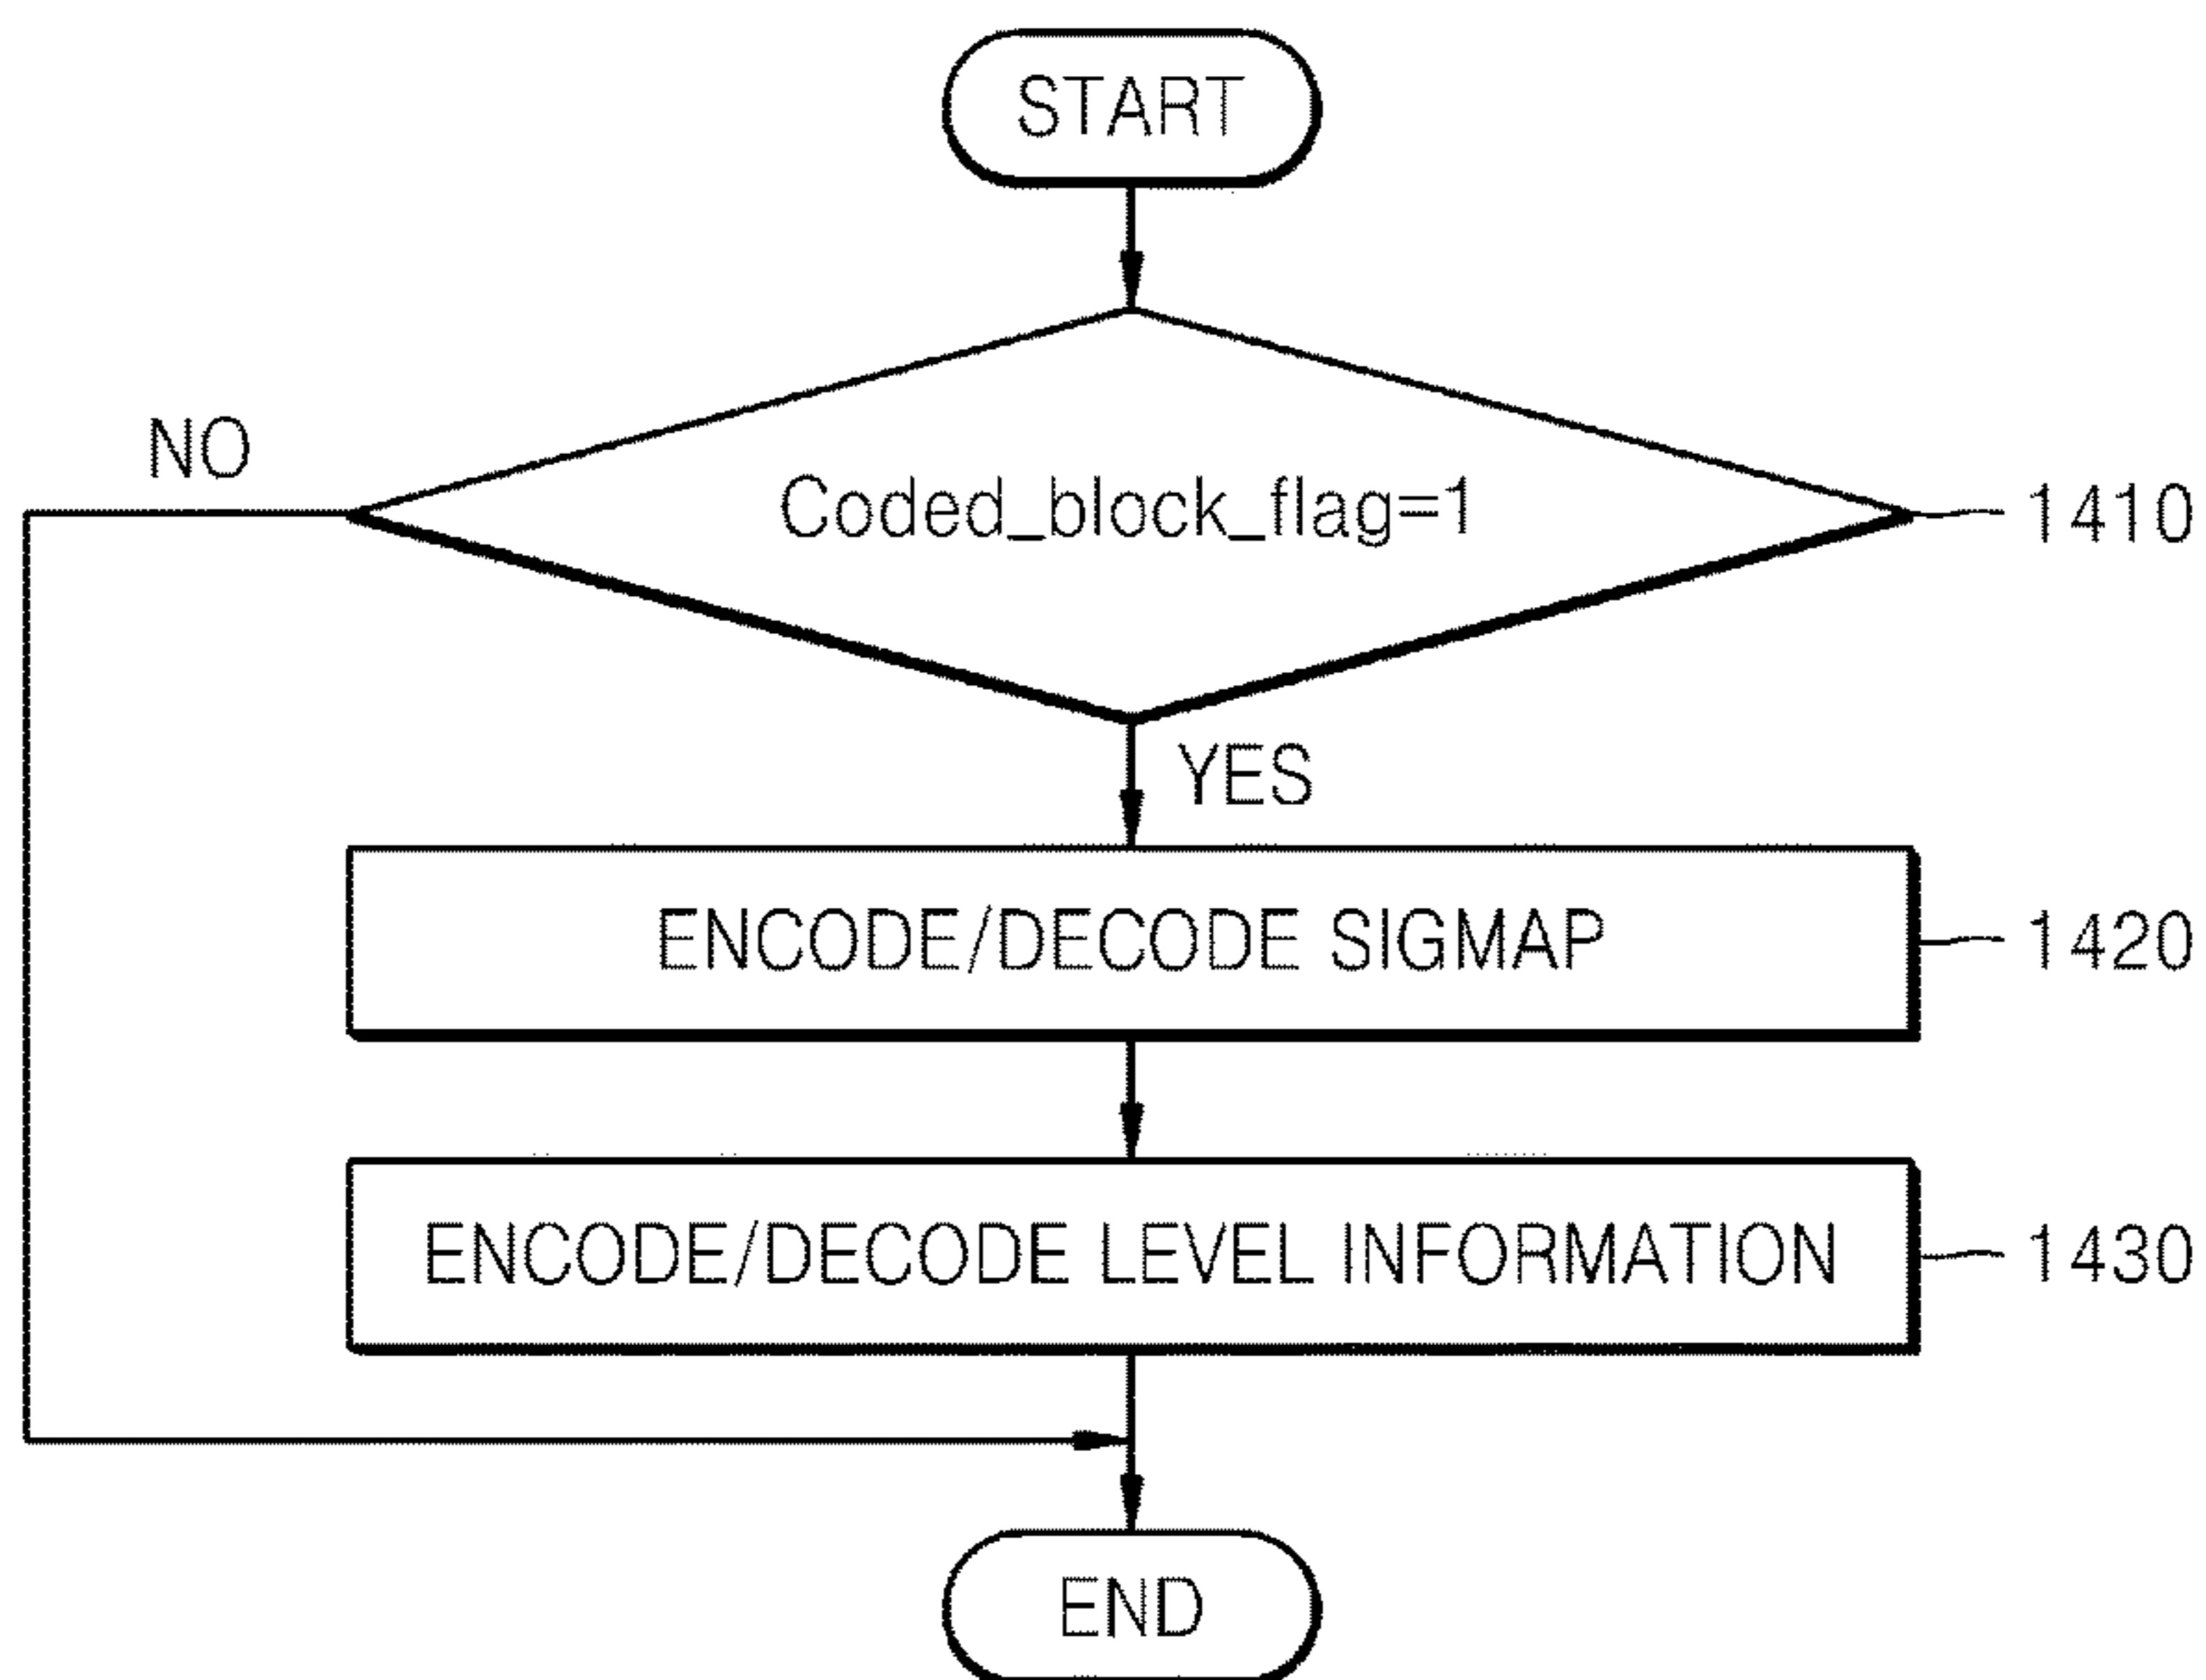 START
NO
Coded_block_flag=1
1410
YES
ENCODE/DECODE SIGMAP
1420
ENCODE/DECODE LEVEL INFORMATION
1430
END